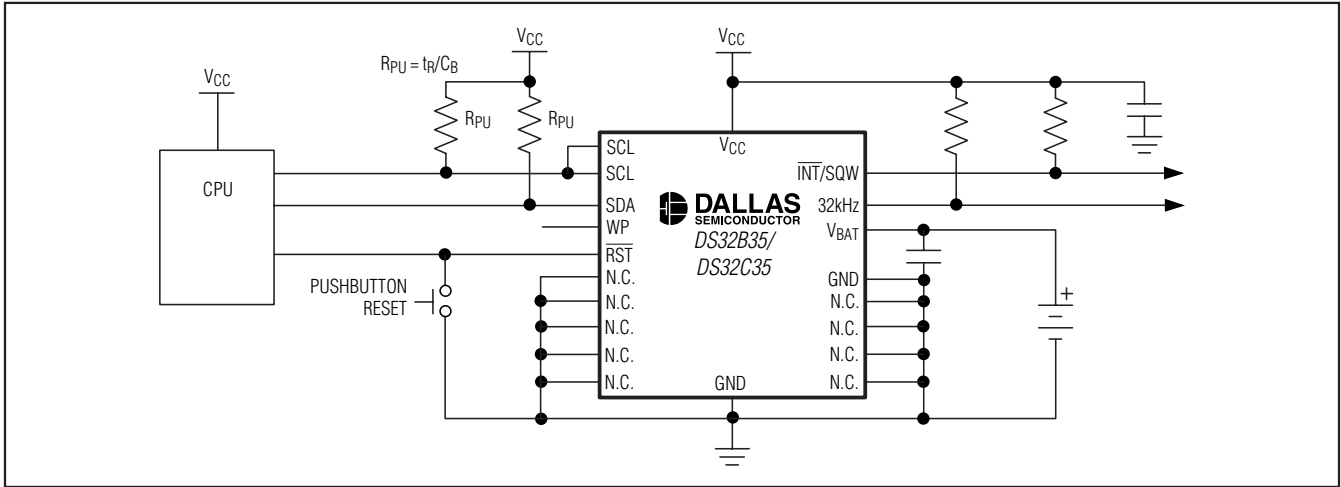 VCC
RPU = tR/CB
VCC
RPU
RPU
CPU
VCC
VCC
SCL
SCL
SDA
WP
RST
N.C.
N.C.
N.C.
N.C.
N.C.
PUSHBUTTON
RESET
DALLAS
SEMICONDUCTOR
DS32B35/
DS32C35
GND
INT/SQW
32kHz
VBAT
GND
N.C.
N.C.
N.C.
N.C.
+